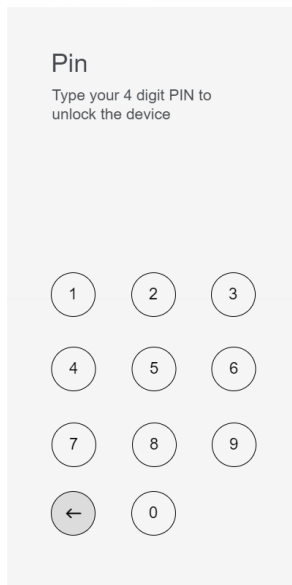 Pin
Type your 4 digit PIN to
unlock the device
1 2 3
4 5 6
7 8 9
← 0